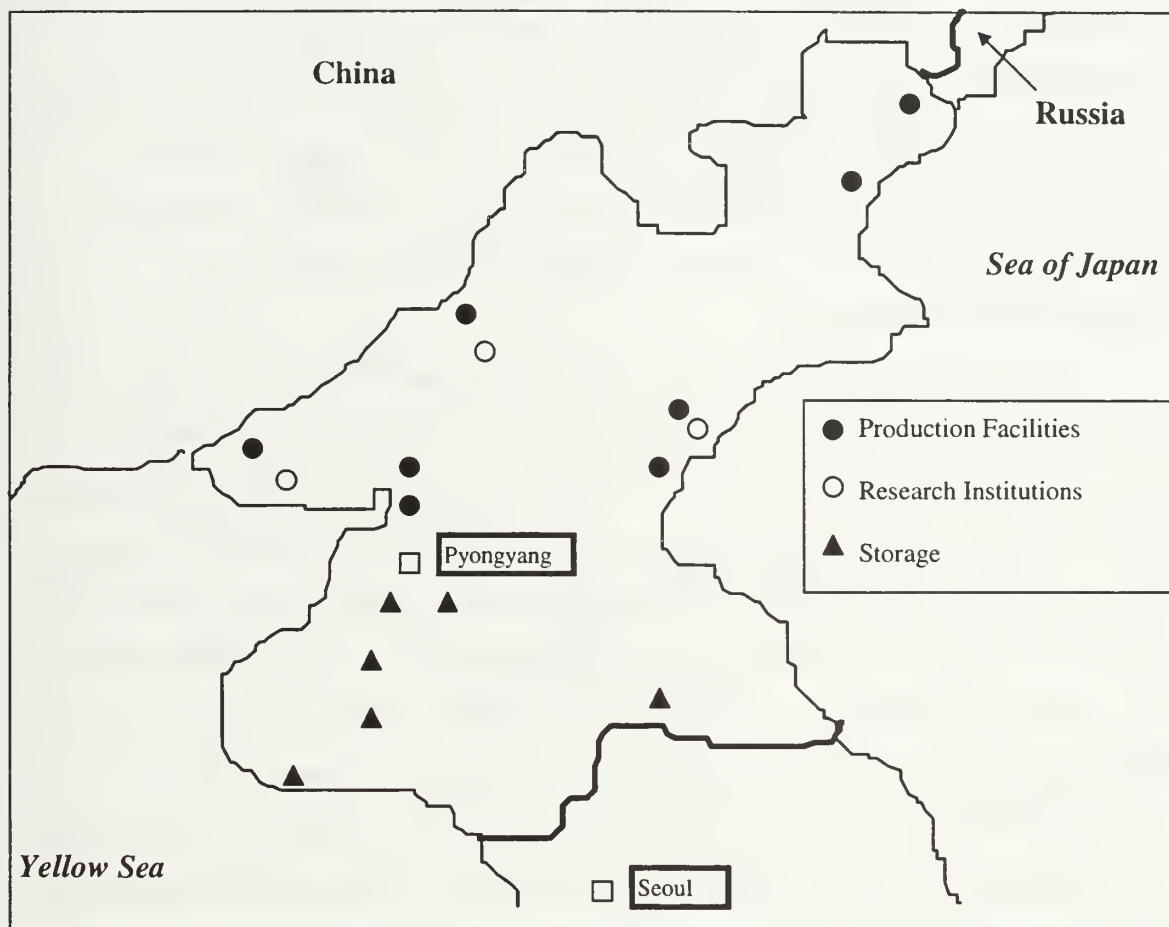 China
Russia
Sea of Japan
Production Facilities
Research Institutions
Storage
Pyongyang
Yellow Sea
Seoul